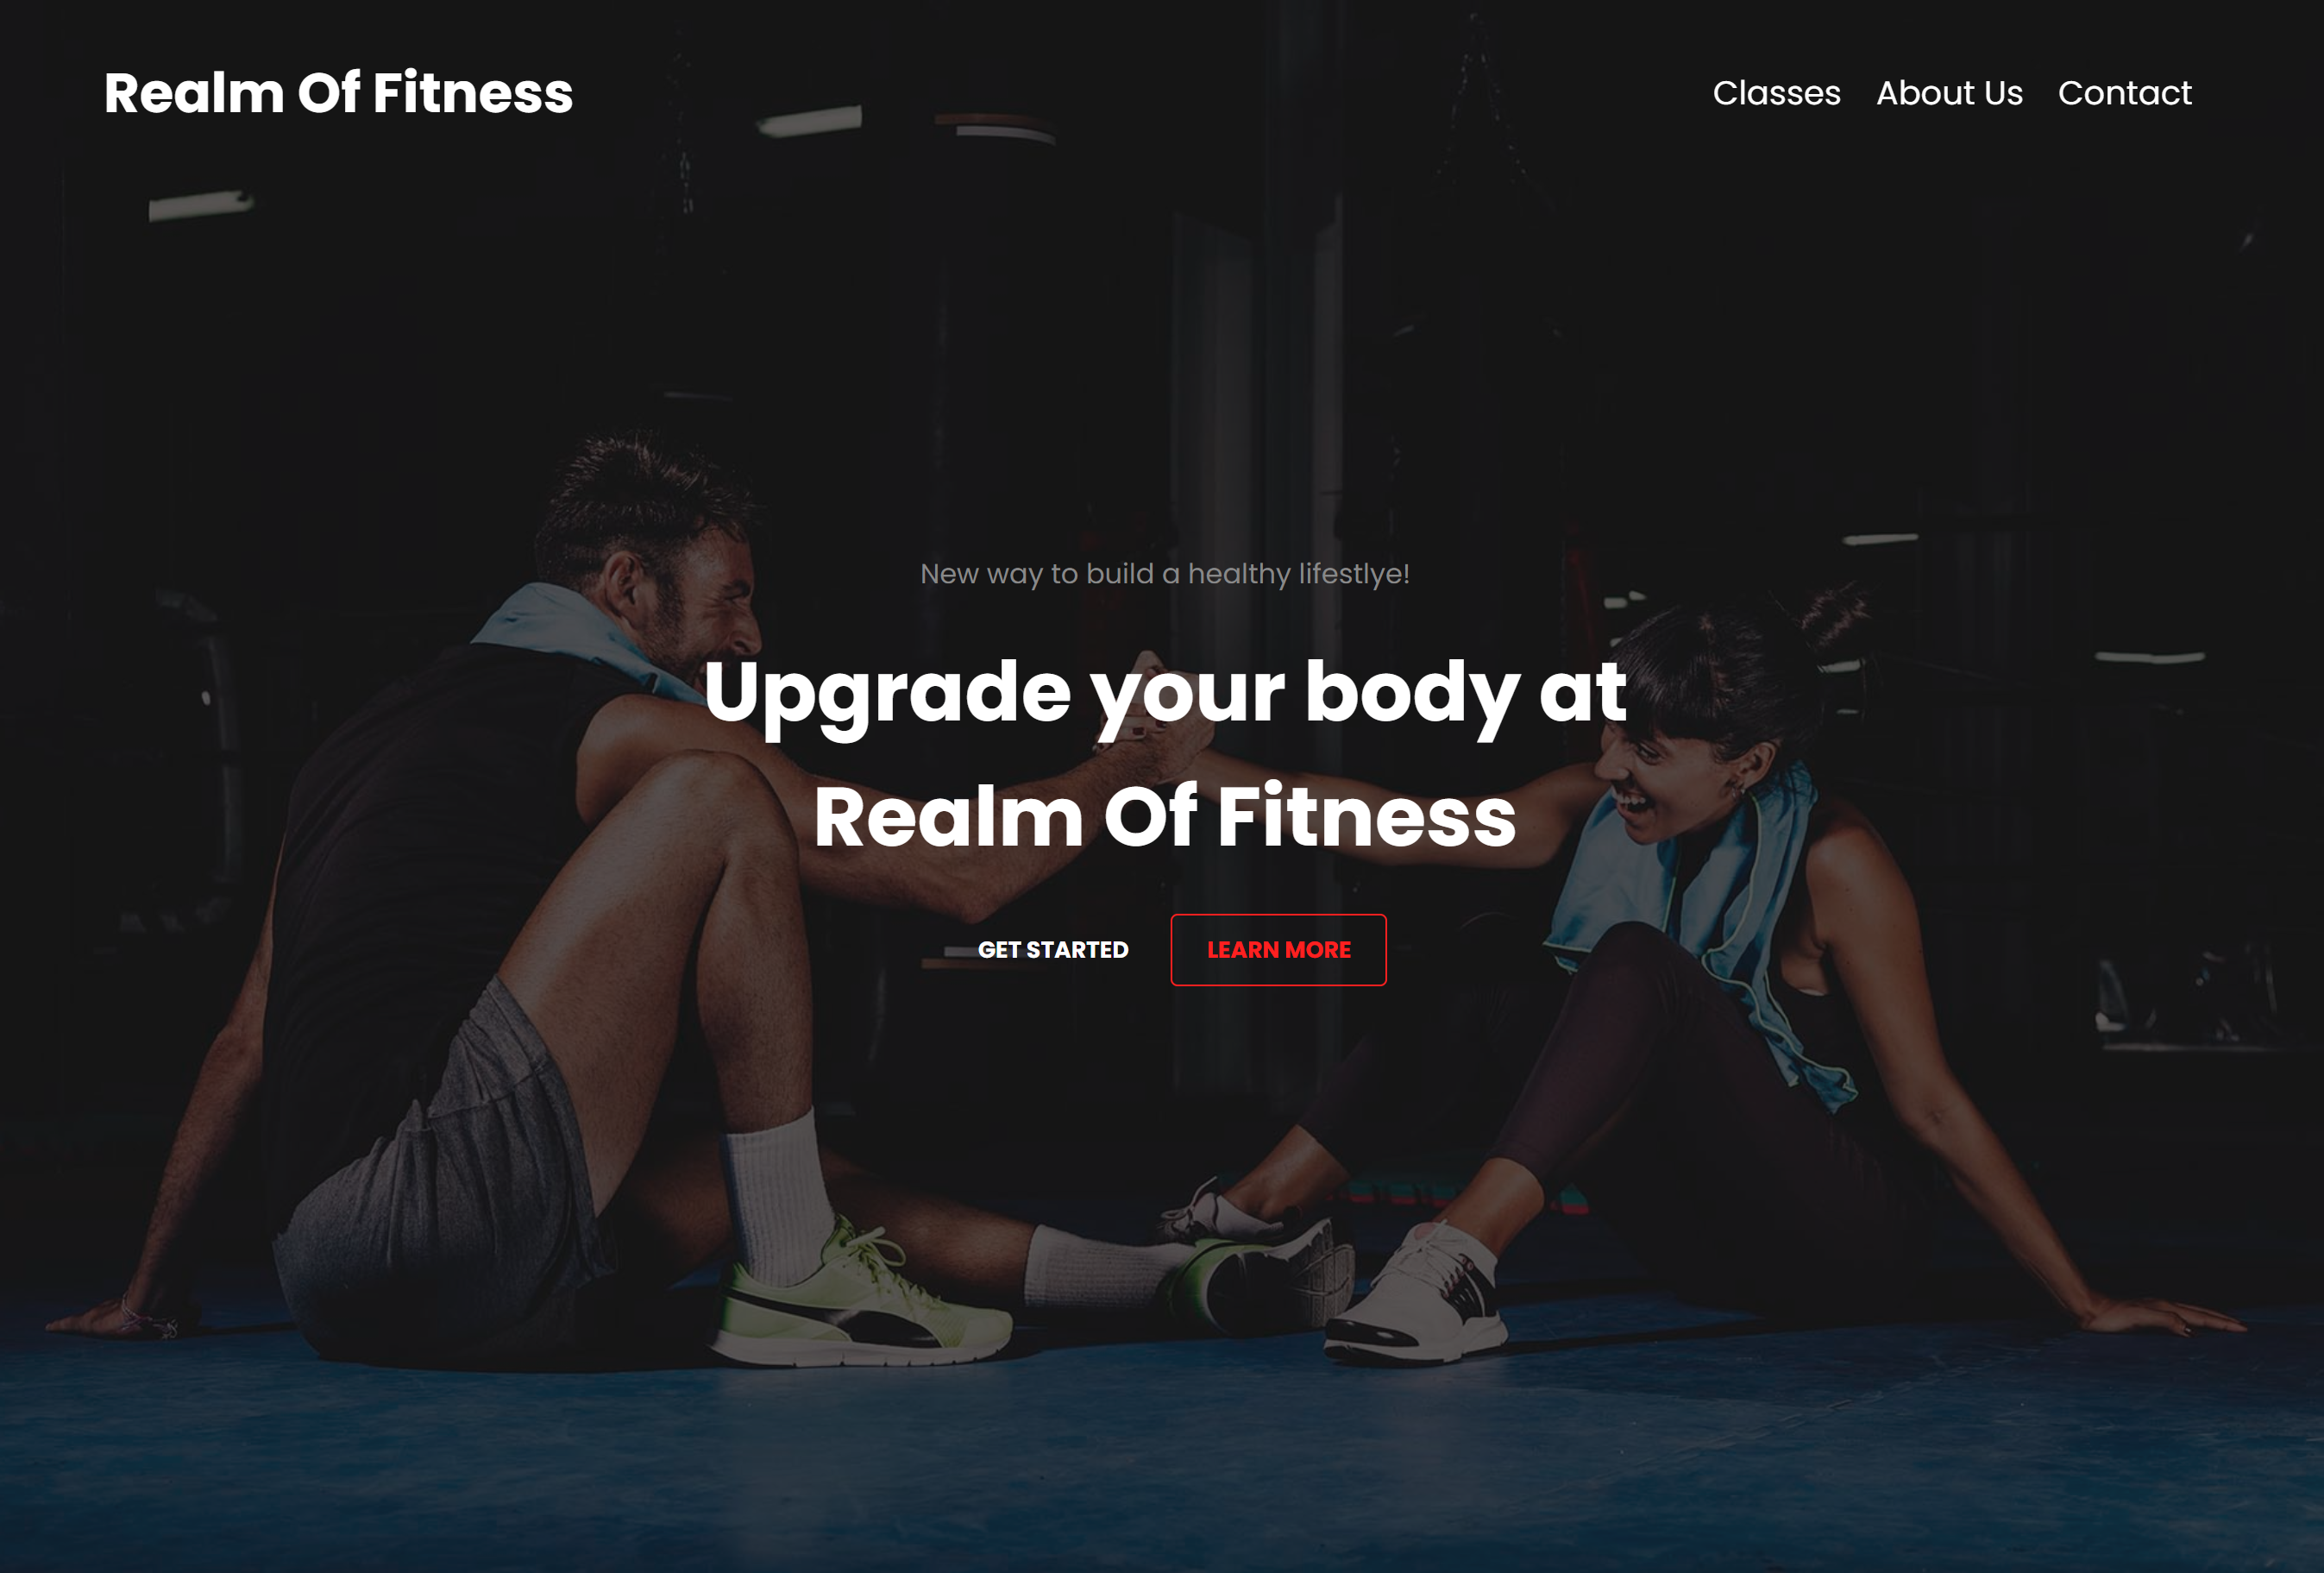 Realm Of Fitness
Classes About Us Contact
New way to build a healthy lifestlye!
Upgrade your body at
Realm Of Fitness
GET STARTED LEARN MORE